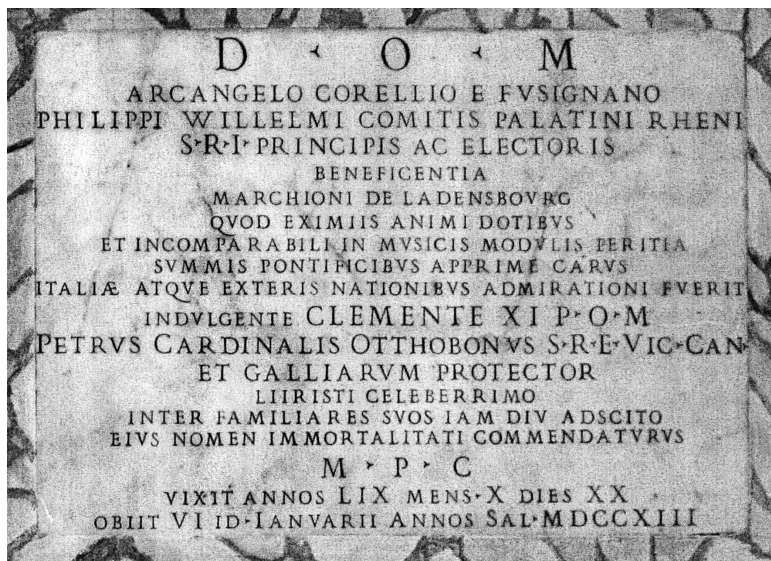 D · O · M
ARCANGELO CORELLIO E FVSIGNANO
PHILIPPI WILLELMI COMITIS PALATINI RHENI
S·R·I·PRINCIPIS AC ELECTORIS
BENEFICENTIA
MARCHIONI DE LADENSBOVRG
QVOD EXIMIIS ANIMI DOTIBVS
ET INCOMPARABILI IN MVSICIS MODVLIS PERITIA
SVMMIS PONTIFICIBVS APPRIME CARVS
ITALIÆ ATQVE EXTERIS NATIONIBVS ADMIRATIONI FVERIT
INDVLGENTE CLEMENTE XI P·O·M
PETRVS CARDINALIS OTTHOBONVS S·R·E·VIC·CAN·
ET GALLIARVM PROTECTOR
LIIRISTI CELEBERRIMO
INTER FAMILIARES SVOS IAM DIV ADSCITO
EIVS NOMEN IMMORTALITATI COMMENDATVRVS
M · P · C
VIXIT ANNOS LIX MENS·X DIES XX
OBIIT VI ID·IANVARII ANNOS SAL·MDCCXIII